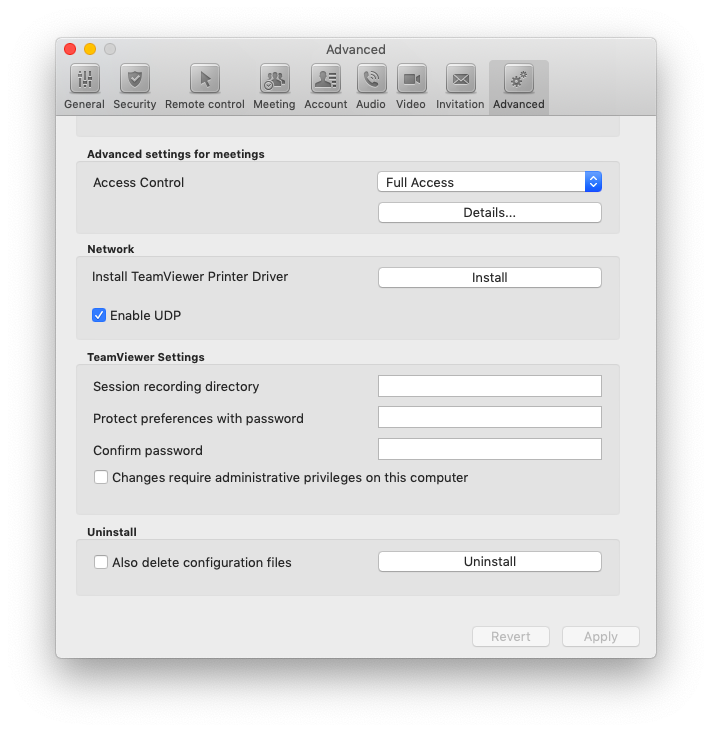 Advanced
General Security Remote control Meeting Account Audio Video Invitation Advanced
Advanced settings for meetings
Access Control Full Access
Details...
Network
Install TeamViewer Printer Driver Install
Enable UDP
TeamViewer Settings
Session recording directory
Protect preferences with password
Confirm password
Changes require administrative privileges on this computer
Uninstall
Also delete configuration files Uninstall
Revert Apply